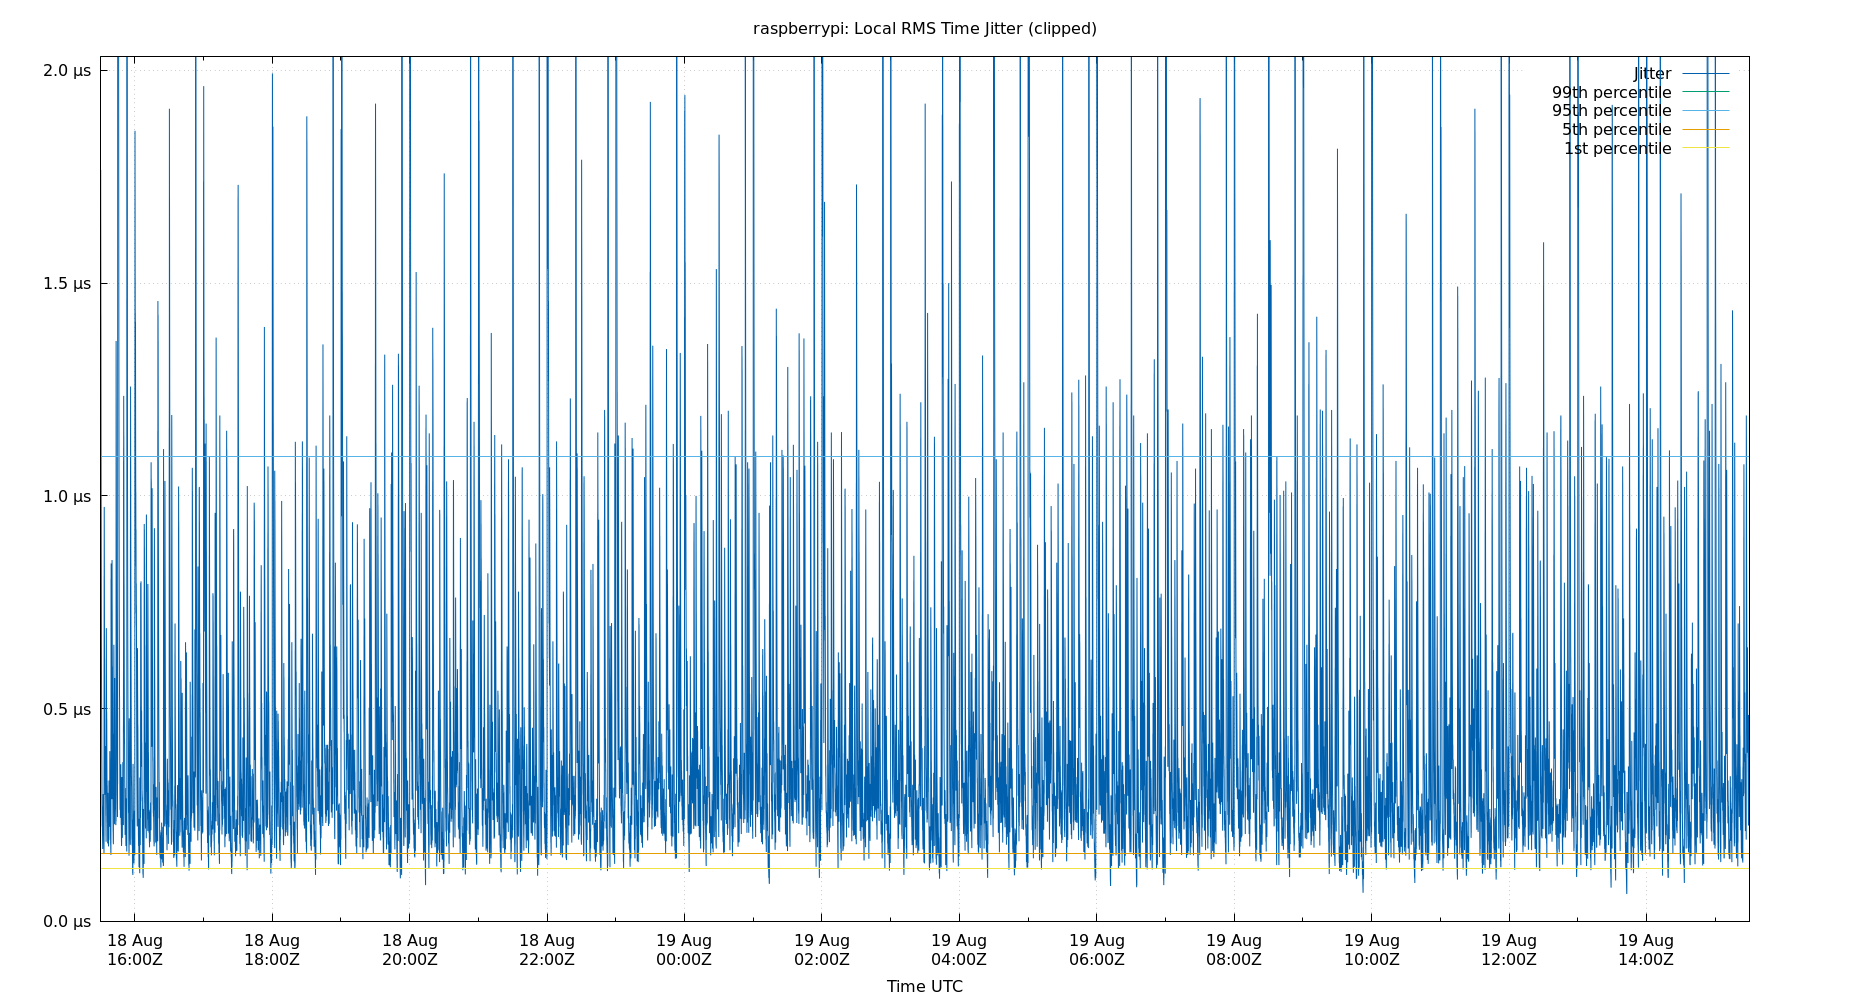 raspberrypi: Local RMS Time Jitter (clipped)
2.0 µs
1.5 µs
1.0 µs
0.5 µs
0.0 µs
Jitter
99th percentile
95th percentile
5th percentile
1st percentile
18 Aug 18 Aug 18 Aug 18 Aug 19 Aug 19 Aug 19 Aug 19 Aug 19 Aug 19 Aug 19 Aug 19 Aug
16:00Z 18:00Z 20:00Z 22:00Z 00:00Z 02:00Z 04:00Z 06:00Z 08:00Z 10:00Z 12:00Z 14:00Z
Time UTC